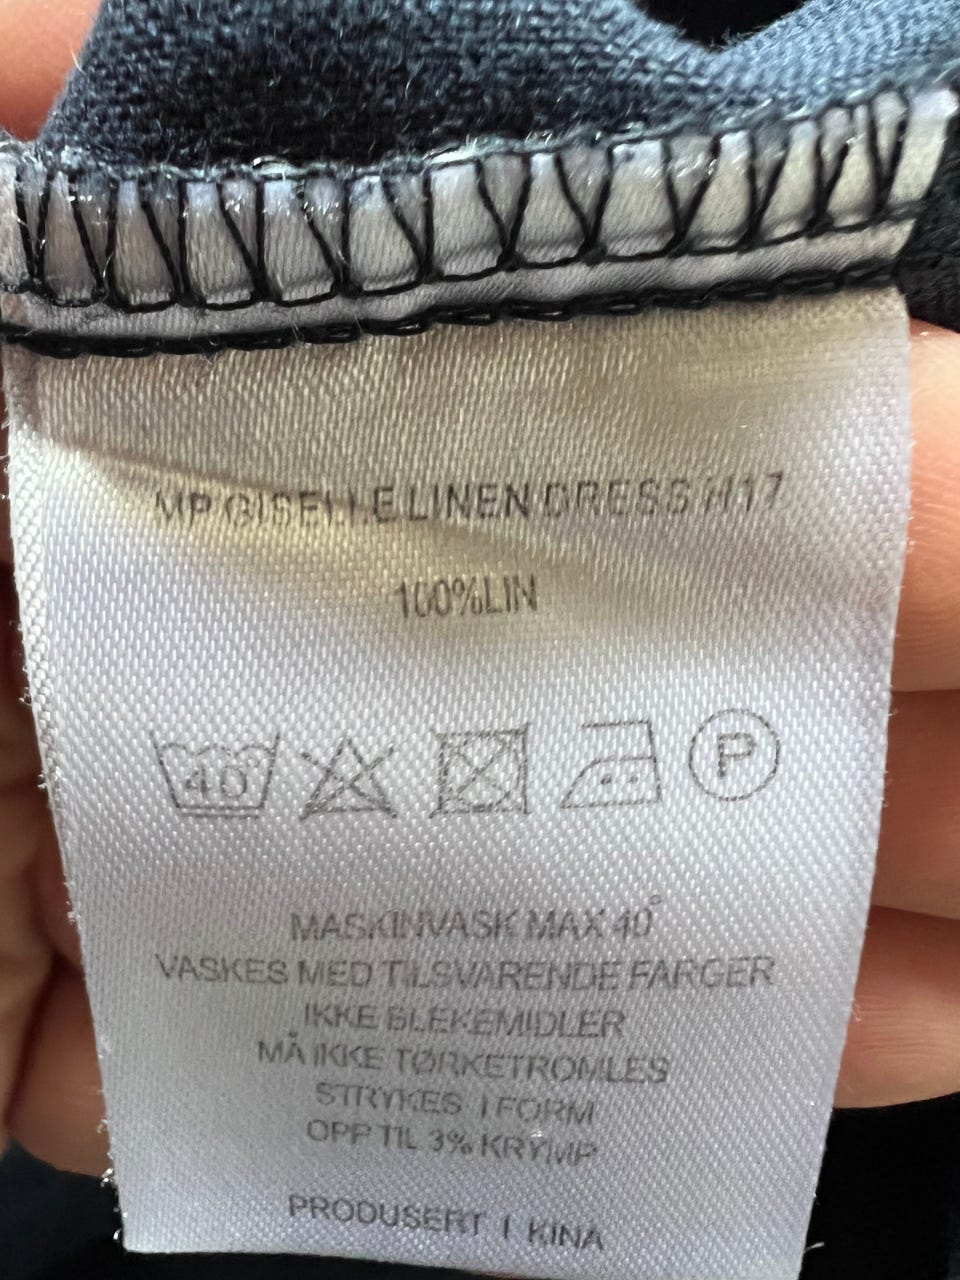 MP GISELLE LINEN DRESS H17
100%LIN
40°
P
MASKINVASK MAX 40°
VASKES MED TILSVARENDE FARGER
IKKE BLEKEMIDLER
MÅ IKKE TØRKETROMLES
STRYKES I FORM
OPP TIL 3% KRYMP
PRODUSERT I KINA